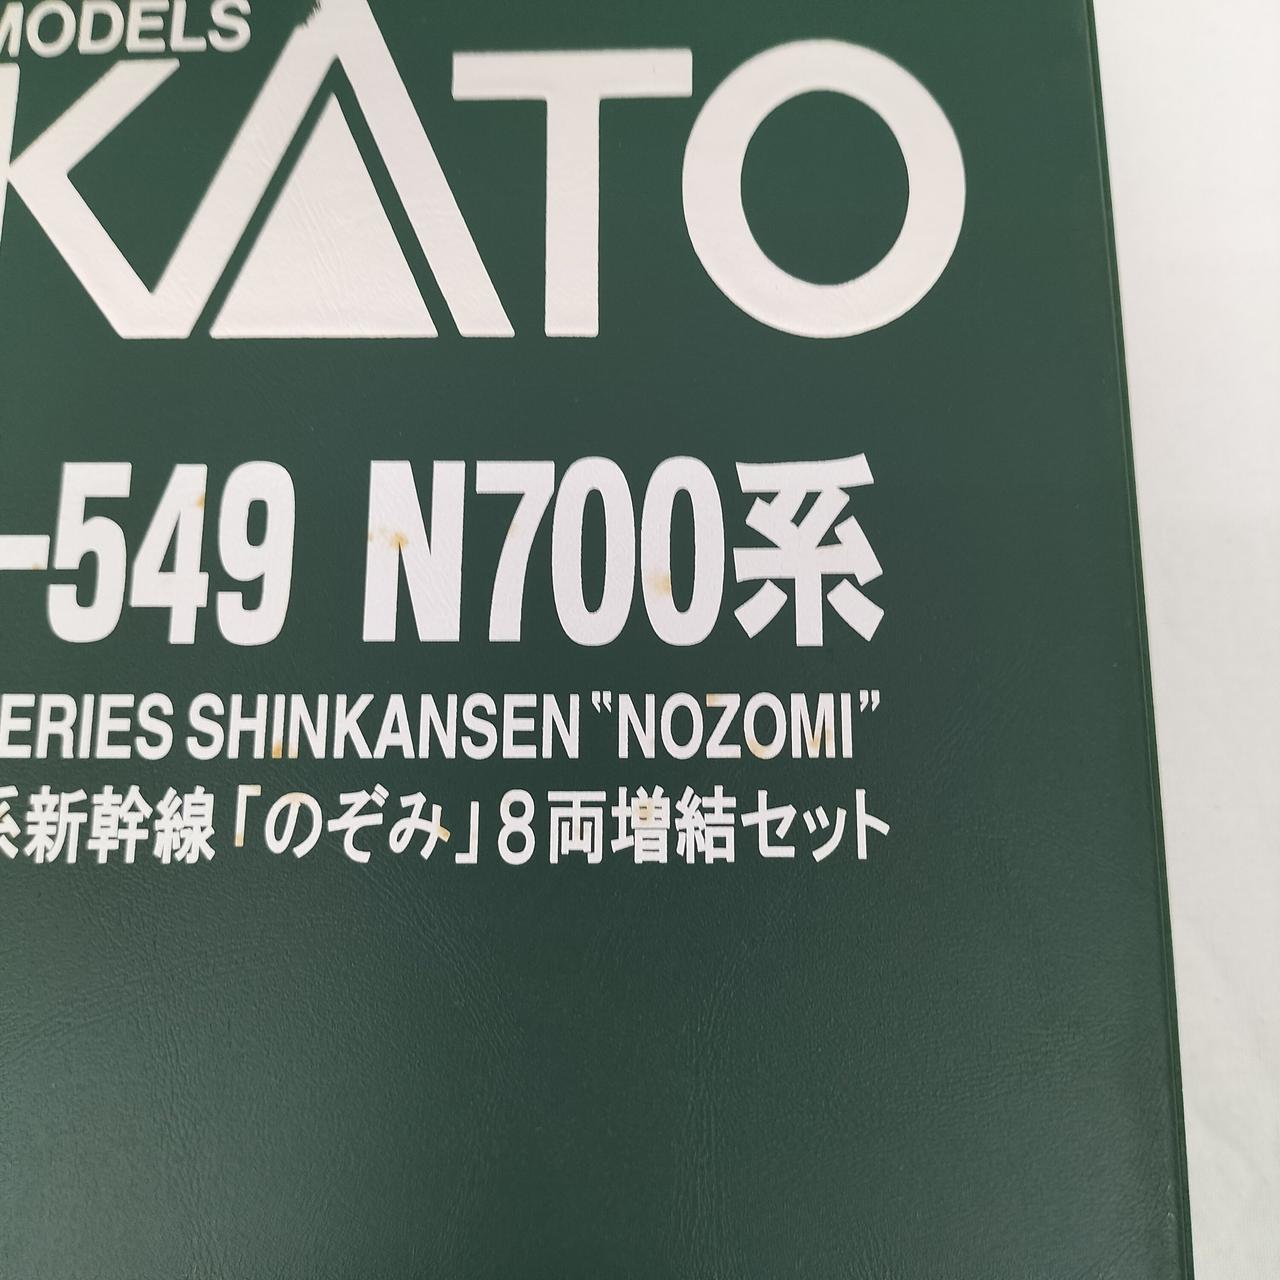 MODELS
KATO
-549 N700系
ERIES SHINKANSEN “NOZOMI”
系新幹線「のぞみ」8両増結セット